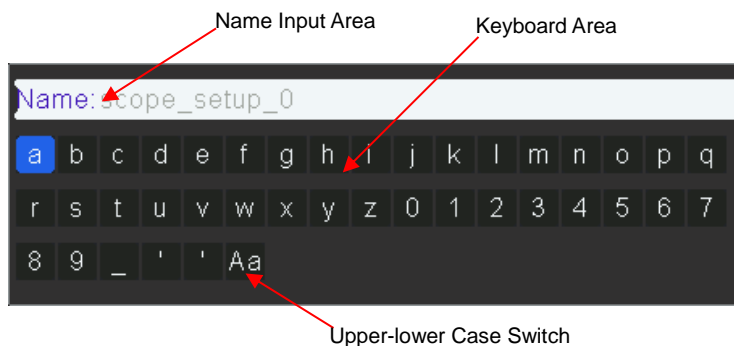 Name Input Area
Keyboard Area
Name: scope_setup_0
a b c d e f g h i j k l m n o p q
r s t u v w x y z 0 1 2 3 4 5 6 7
8 9 _ ' ' Aa
Upper-lower Case Switch